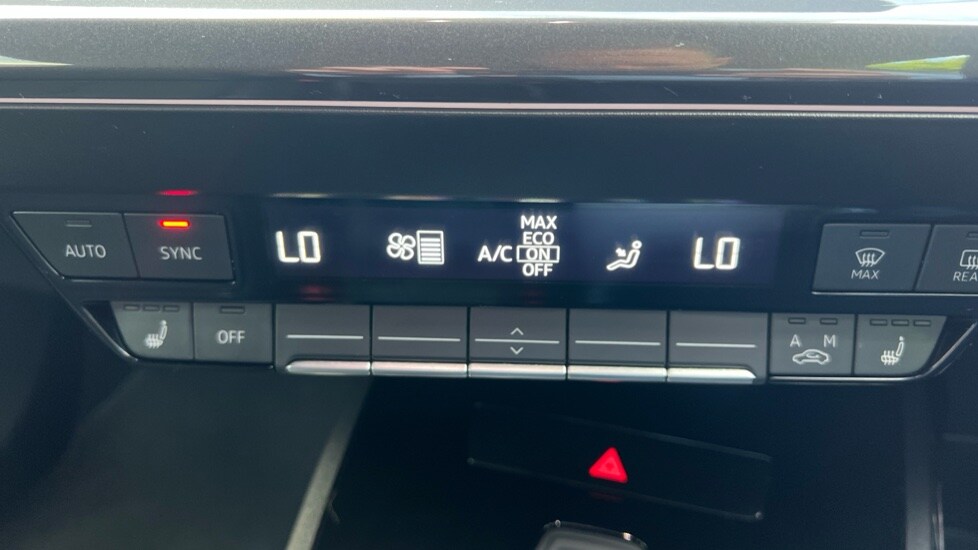 AUTO
SYNC
LO
A/C
MAX
ECO
ON
OFF
LO
MAX
REA
OFF
A M